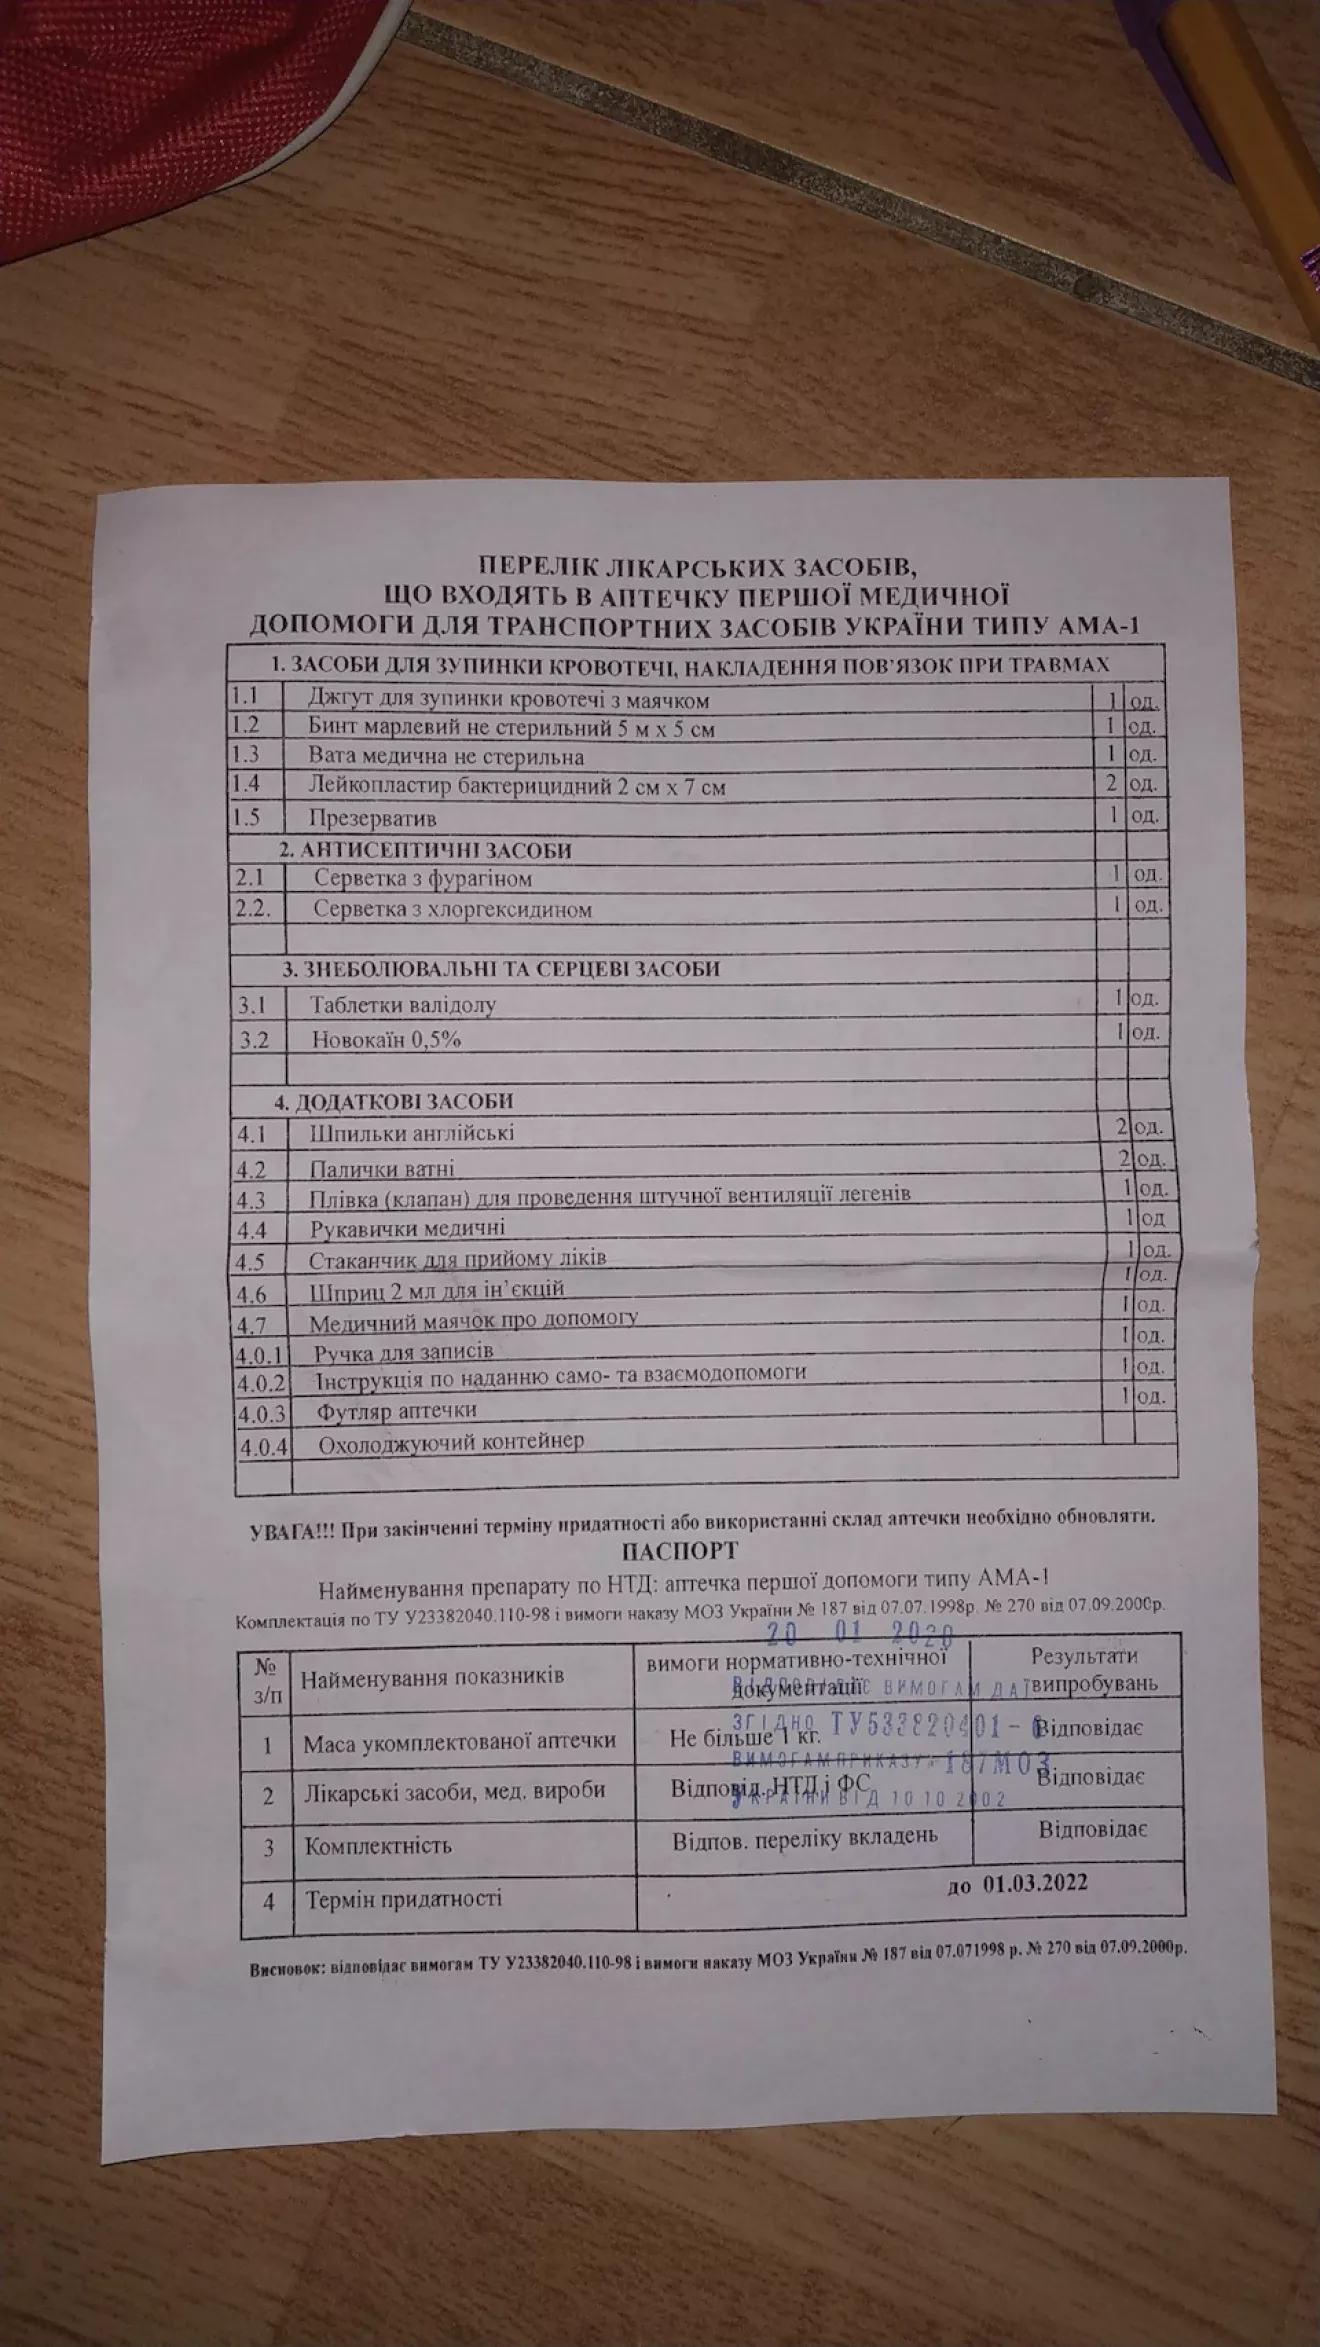 ПЕРЕЛІК ЛІКАРСЬКИХ ЗАСОБІВ,
ЩО ВХОДЯТЬ В АПТЕЧКУ ПЕРШОЇ МЕДИЧНОЇ
ДОПОМОГИ ДЛЯ ТРАНСПОРТНИХ ЗАСОБІВ УКРАЇНИ ТИПУ АМА-1
1. ЗАСОБИ ДЛЯ ЗУПИНКИ КРОВОТЕЧІ, НАКЛАДЕННЯ ПОВ'ЯЗОК ПРИ ТРАВМАХ
1.1 Джгут для зупинки кровотечі з маячком 1 од.
1.2 Бинт марлевий не стерильний 5 м х 5 см 1 од.
1.3 Вата медична не стерильна 1 од.
1.4 Лейкопластир бактерицидний 2 см х 7 см 2 од.
1.5 Презерватив 1 од.
2. АНТИСЕПТИЧНІ ЗАСОБИ
2.1 Серветка з фурагіном 1 од.
2.2. Серветка з хлоргексидином 1 од.
3. ЗНЕБОЛЮВАЛЬНІ ТА СЕРЦЕВІ ЗАСОБИ
3.1 Таблетки валідолу 1 од.
3.2 Новокаїн 0,5% 1 од.
4. ДОДАТКОВІ ЗАСОБИ
4.1 Шпильки англійські 2 од.
4.2 Палички ватні 2 од.
4.3 Плівка (клапан) для проведення штучної вентиляції легенів 1 од.
4.4 Рукавички медичні 1 од
4.5 Стаканчик для прийому ліків 1 од.
4.6 Шприц 2 мл для ін'єкцій 1 од.
4.7 Медичний маячок про допомогу 1 од.
4.0.1 Ручка для записів 1 од.
4.0.2 Інструкція по наданню само- та взаємодопомоги 1 од.
4.0.3 Футляр аптечки 1 од.
4.0.4 Охолоджуючий контейнер
УВАГА!!! При закінченні терміну придатності або використанні склад аптечки необхідно обновляти.
ПАСПОРТ
Найменування препарату по НТД: аптечка першої допомоги типу АМА-1
Комплектація по ТУ У23382040.110-98 і вимоги наказу МОЗ України № 187 від 07.07.1998р. № 270 від 07.09.2000р.
20 01 2020
№ з/п Найменування показників вимоги нормативно-технічної документації Результати випробувань
ВІДПОВІДАЄ ВИМОГАМ ДАІ
ЗГІДНО ТУ533820401-
1 Маса укомплектованої аптечки Не більше 1 кг. Відповідає
ВИМОГАМ ПРИКАЗУ 187 МОЗ
2 Лікарські засоби, мед. вироби Відповід. НТД і ФС Відповідає
УКРАЇНИ ВІД 10 10 2002
3 Комплектність Відпов. переліку вкладень Відповідає
4 Термін придатності до 01.03.2022
Висновок: відповідає вимогам ТУ У23382040.110-98 і вимоги наказу МОЗ України № 187 від 07.071998 р. № 270 від 07.09.2000р.